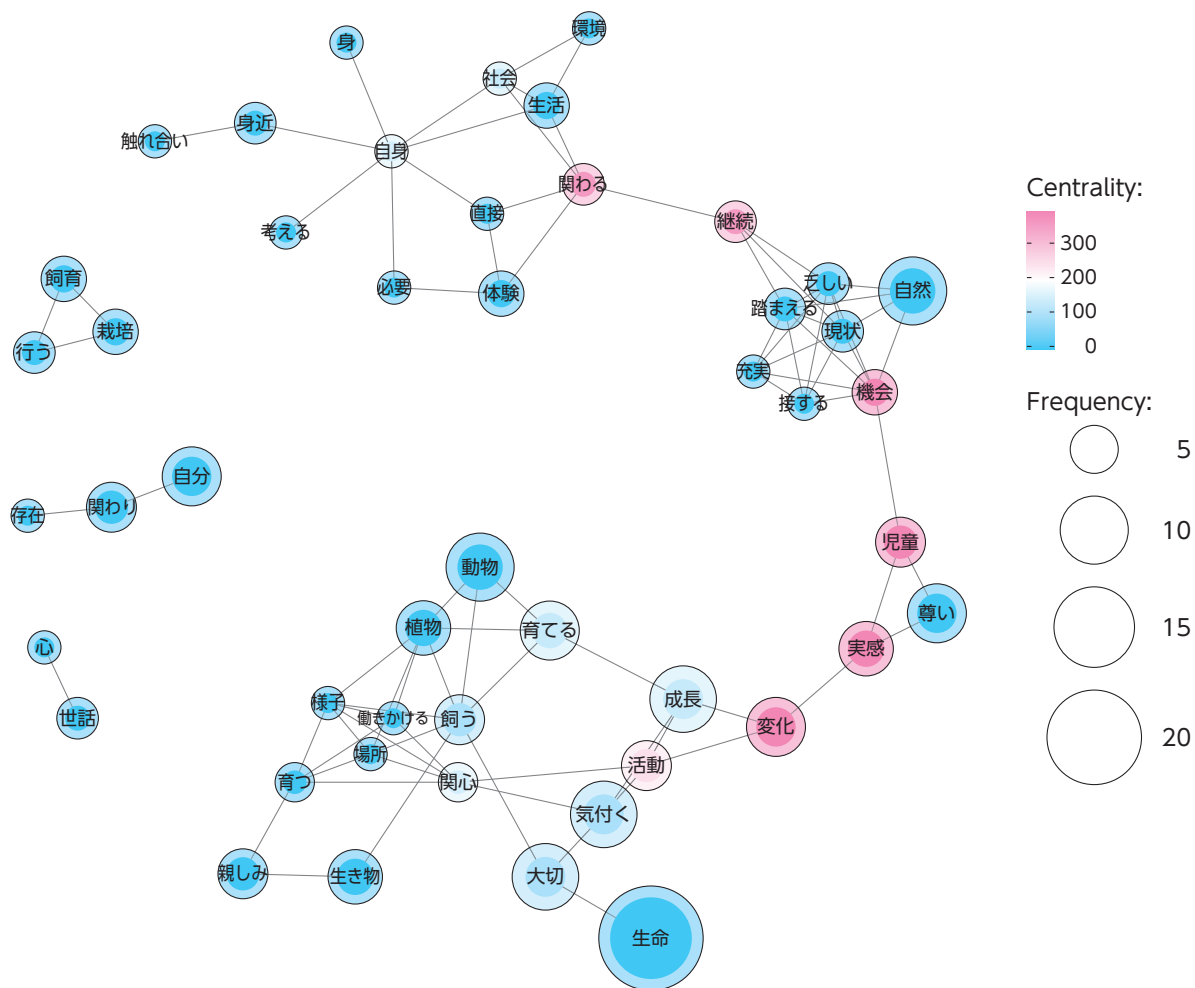 環境
身
社会
生活
身近
触れ合い
自身
関わる
直接
継続
考える
必要
体験
乏しい
自然
踏まえる
現状
飼育
栽培
行う
充実
機会
接する
自分
関わり
存在
児童
動物
尊い
植物
育てる
実感
心
世話
様子
働きかける
飼う
成長
変化
場所
活動
育つ
関心
気付く
親しみ
生き物
大切
生命
Centrality:
300
200
100
0
Frequency:
5
10
15
20